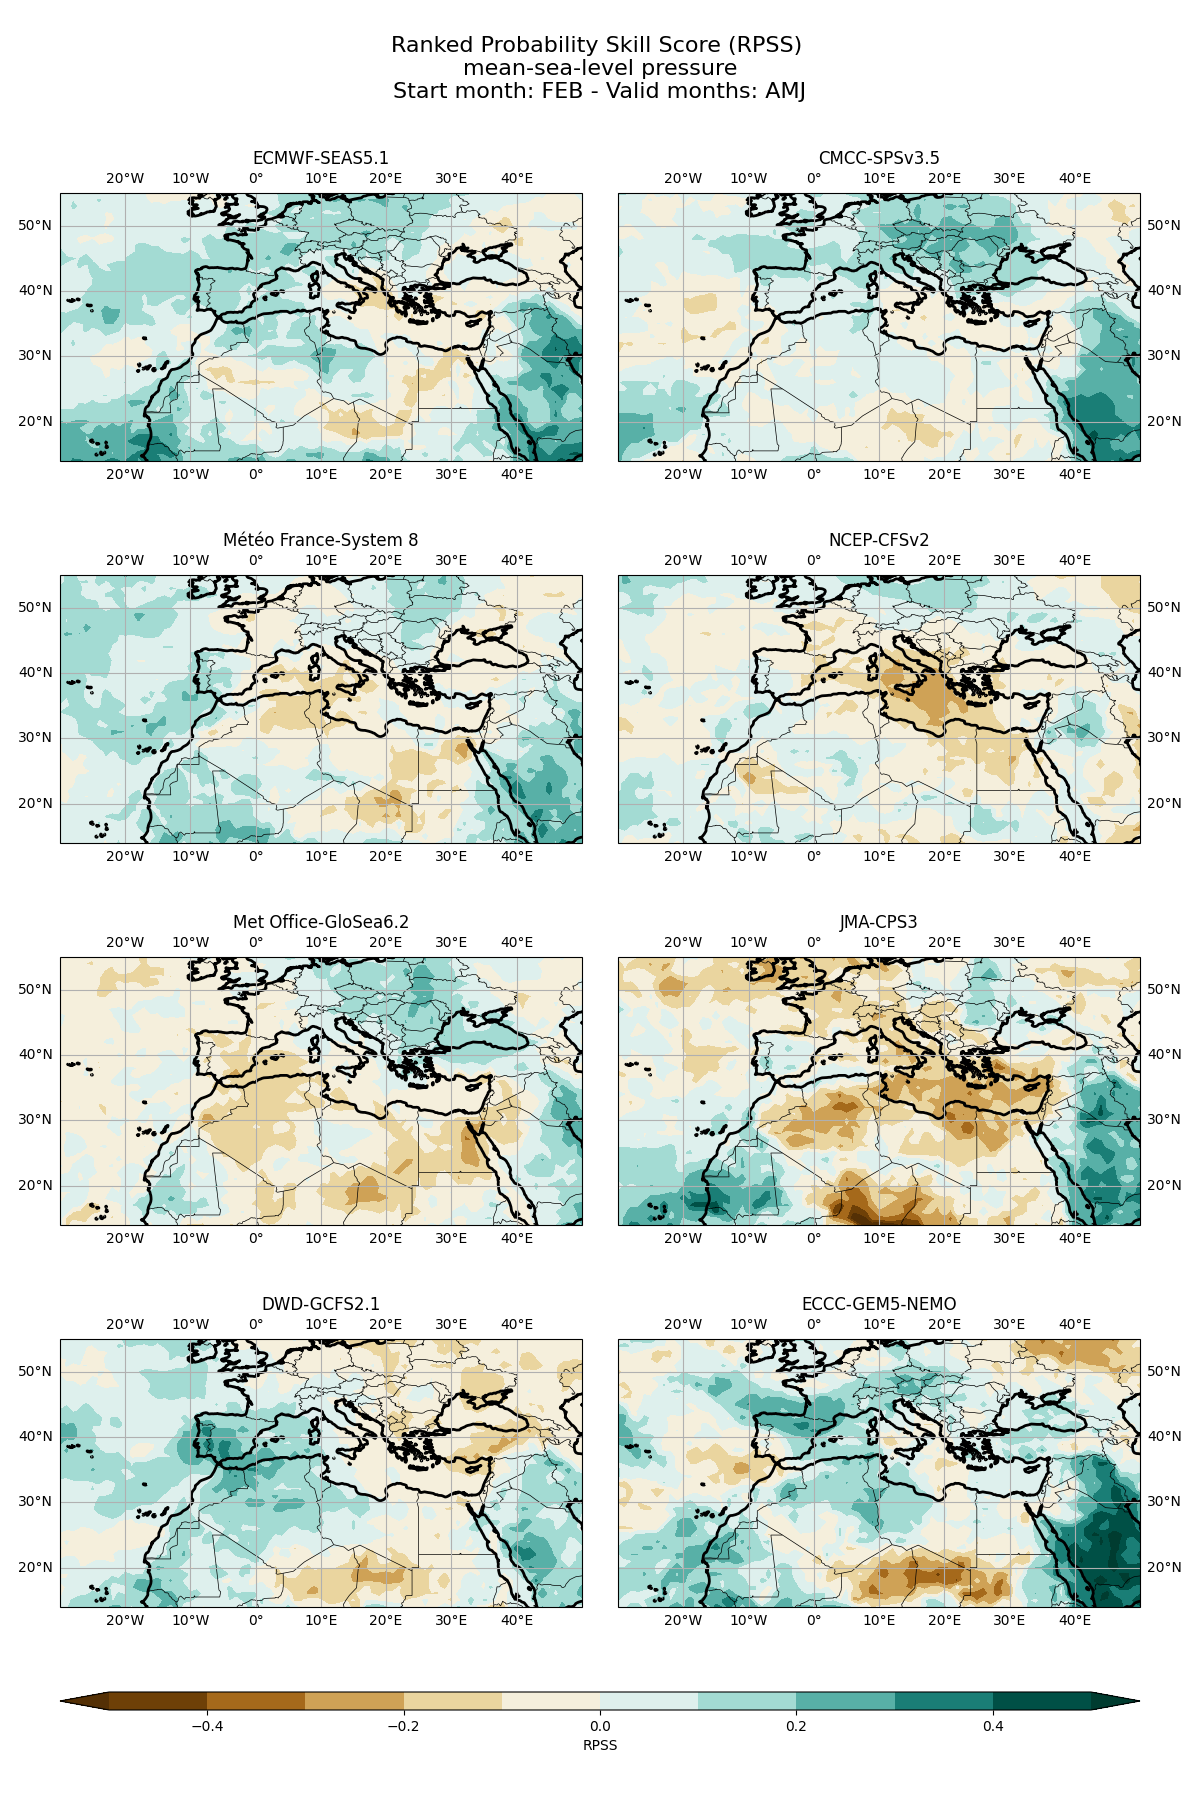 Ranked Probability Skill Score (RPSS)
mean-sea-level pressure
Start month: FEB - Valid months: AMJ
ECMWF-SEAS5.1 CMCC-SPSv3.5
20°W 10°W 0° 10°E 20°E 30°E 40°E 20°W 10°W 0° 10°E 20°E 30°E 40°E
50°N 50°N
40°N 40°N
30°N 30°N
20°N 20°N
20°W 10°W 0° 10°E 20°E 30°E 40°E 20°W 10°W 0° 10°E 20°E 30°E 40°E
Météo France-System 8 NCEP-CFSv2
20°W 10°W 0° 10°E 20°E 30°E 40°E 20°W 10°W 0° 10°E 20°E 30°E 40°E
50°N 50°N
40°N 40°N
30°N 30°N
20°N 20°N
20°W 10°W 0° 10°E 20°E 30°E 40°E 20°W 10°W 0° 10°E 20°E 30°E 40°E
Met Office-GloSea6.2 JMA-CPS3
20°W 10°W 0° 10°E 20°E 30°E 40°E 20°W 10°W 0° 10°E 20°E 30°E 40°E
50°N 50°N
40°N 40°N
30°N 30°N
20°N 20°N
20°W 10°W 0° 10°E 20°E 30°E 40°E 20°W 10°W 0° 10°E 20°E 30°E 40°E
DWD-GCFS2.1 ECCC-GEM5-NEMO
20°W 10°W 0° 10°E 20°E 30°E 40°E 20°W 10°W 0° 10°E 20°E 30°E 40°E
50°N 50°N
40°N 40°N
30°N 30°N
20°N 20°N
20°W 10°W 0° 10°E 20°E 30°E 40°E 20°W 10°W 0° 10°E 20°E 30°E 40°E
−0.4 −0.2 0.0 0.2 0.4
RPSS